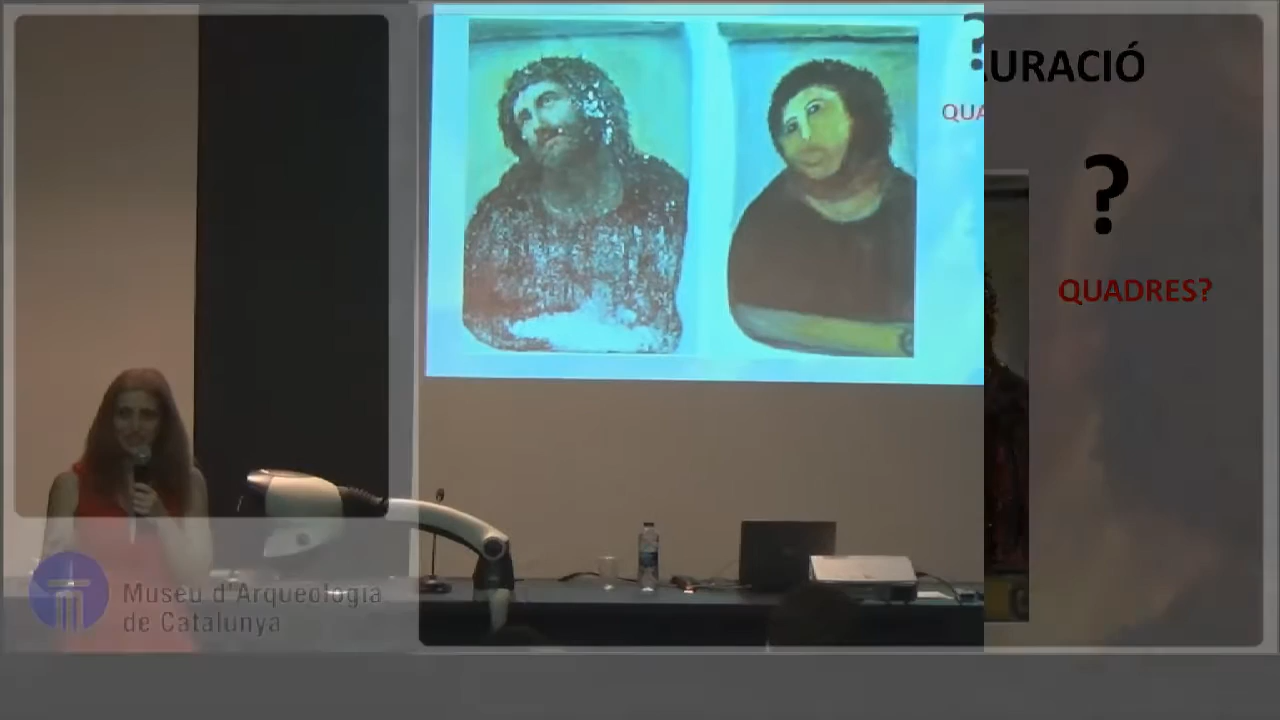 ?
URACIÓ
QUA
?
QUADRES?
Museu d'Arqueologia
de Catalunya